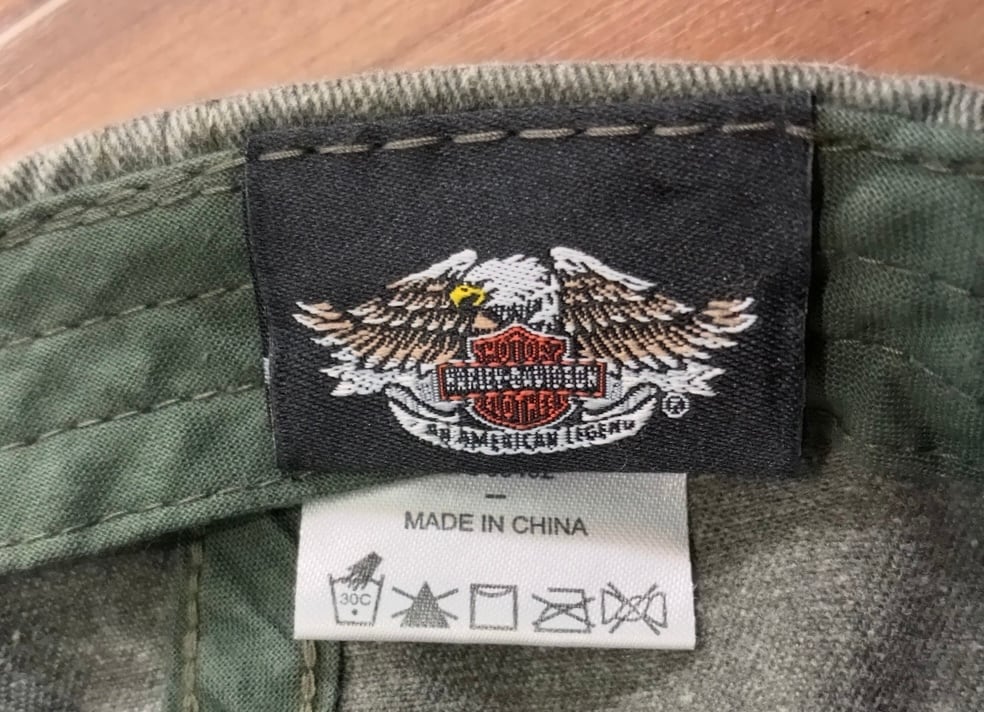 HARLEY-DAVIDSON
AN AMERICAN LEGEND
®
MADE IN CHINA
30C